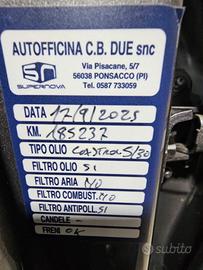 AUTOFFICINA C.B. DUE snc
Via Pisacane, 5/7
56038 PONSACCO (PI)
Tel. 0587 733059
SN
SUPERNOVA
DATA 17/9/2025
KM. 185237
TIPO OLIO CASTROL 5/30
FILTRO OLIO SI
FILTRO ARIA NO
FILTRO COMBUST. NO
FILTRO ANTIPOLL. SI
CANDELE -
FRENI OK
subito